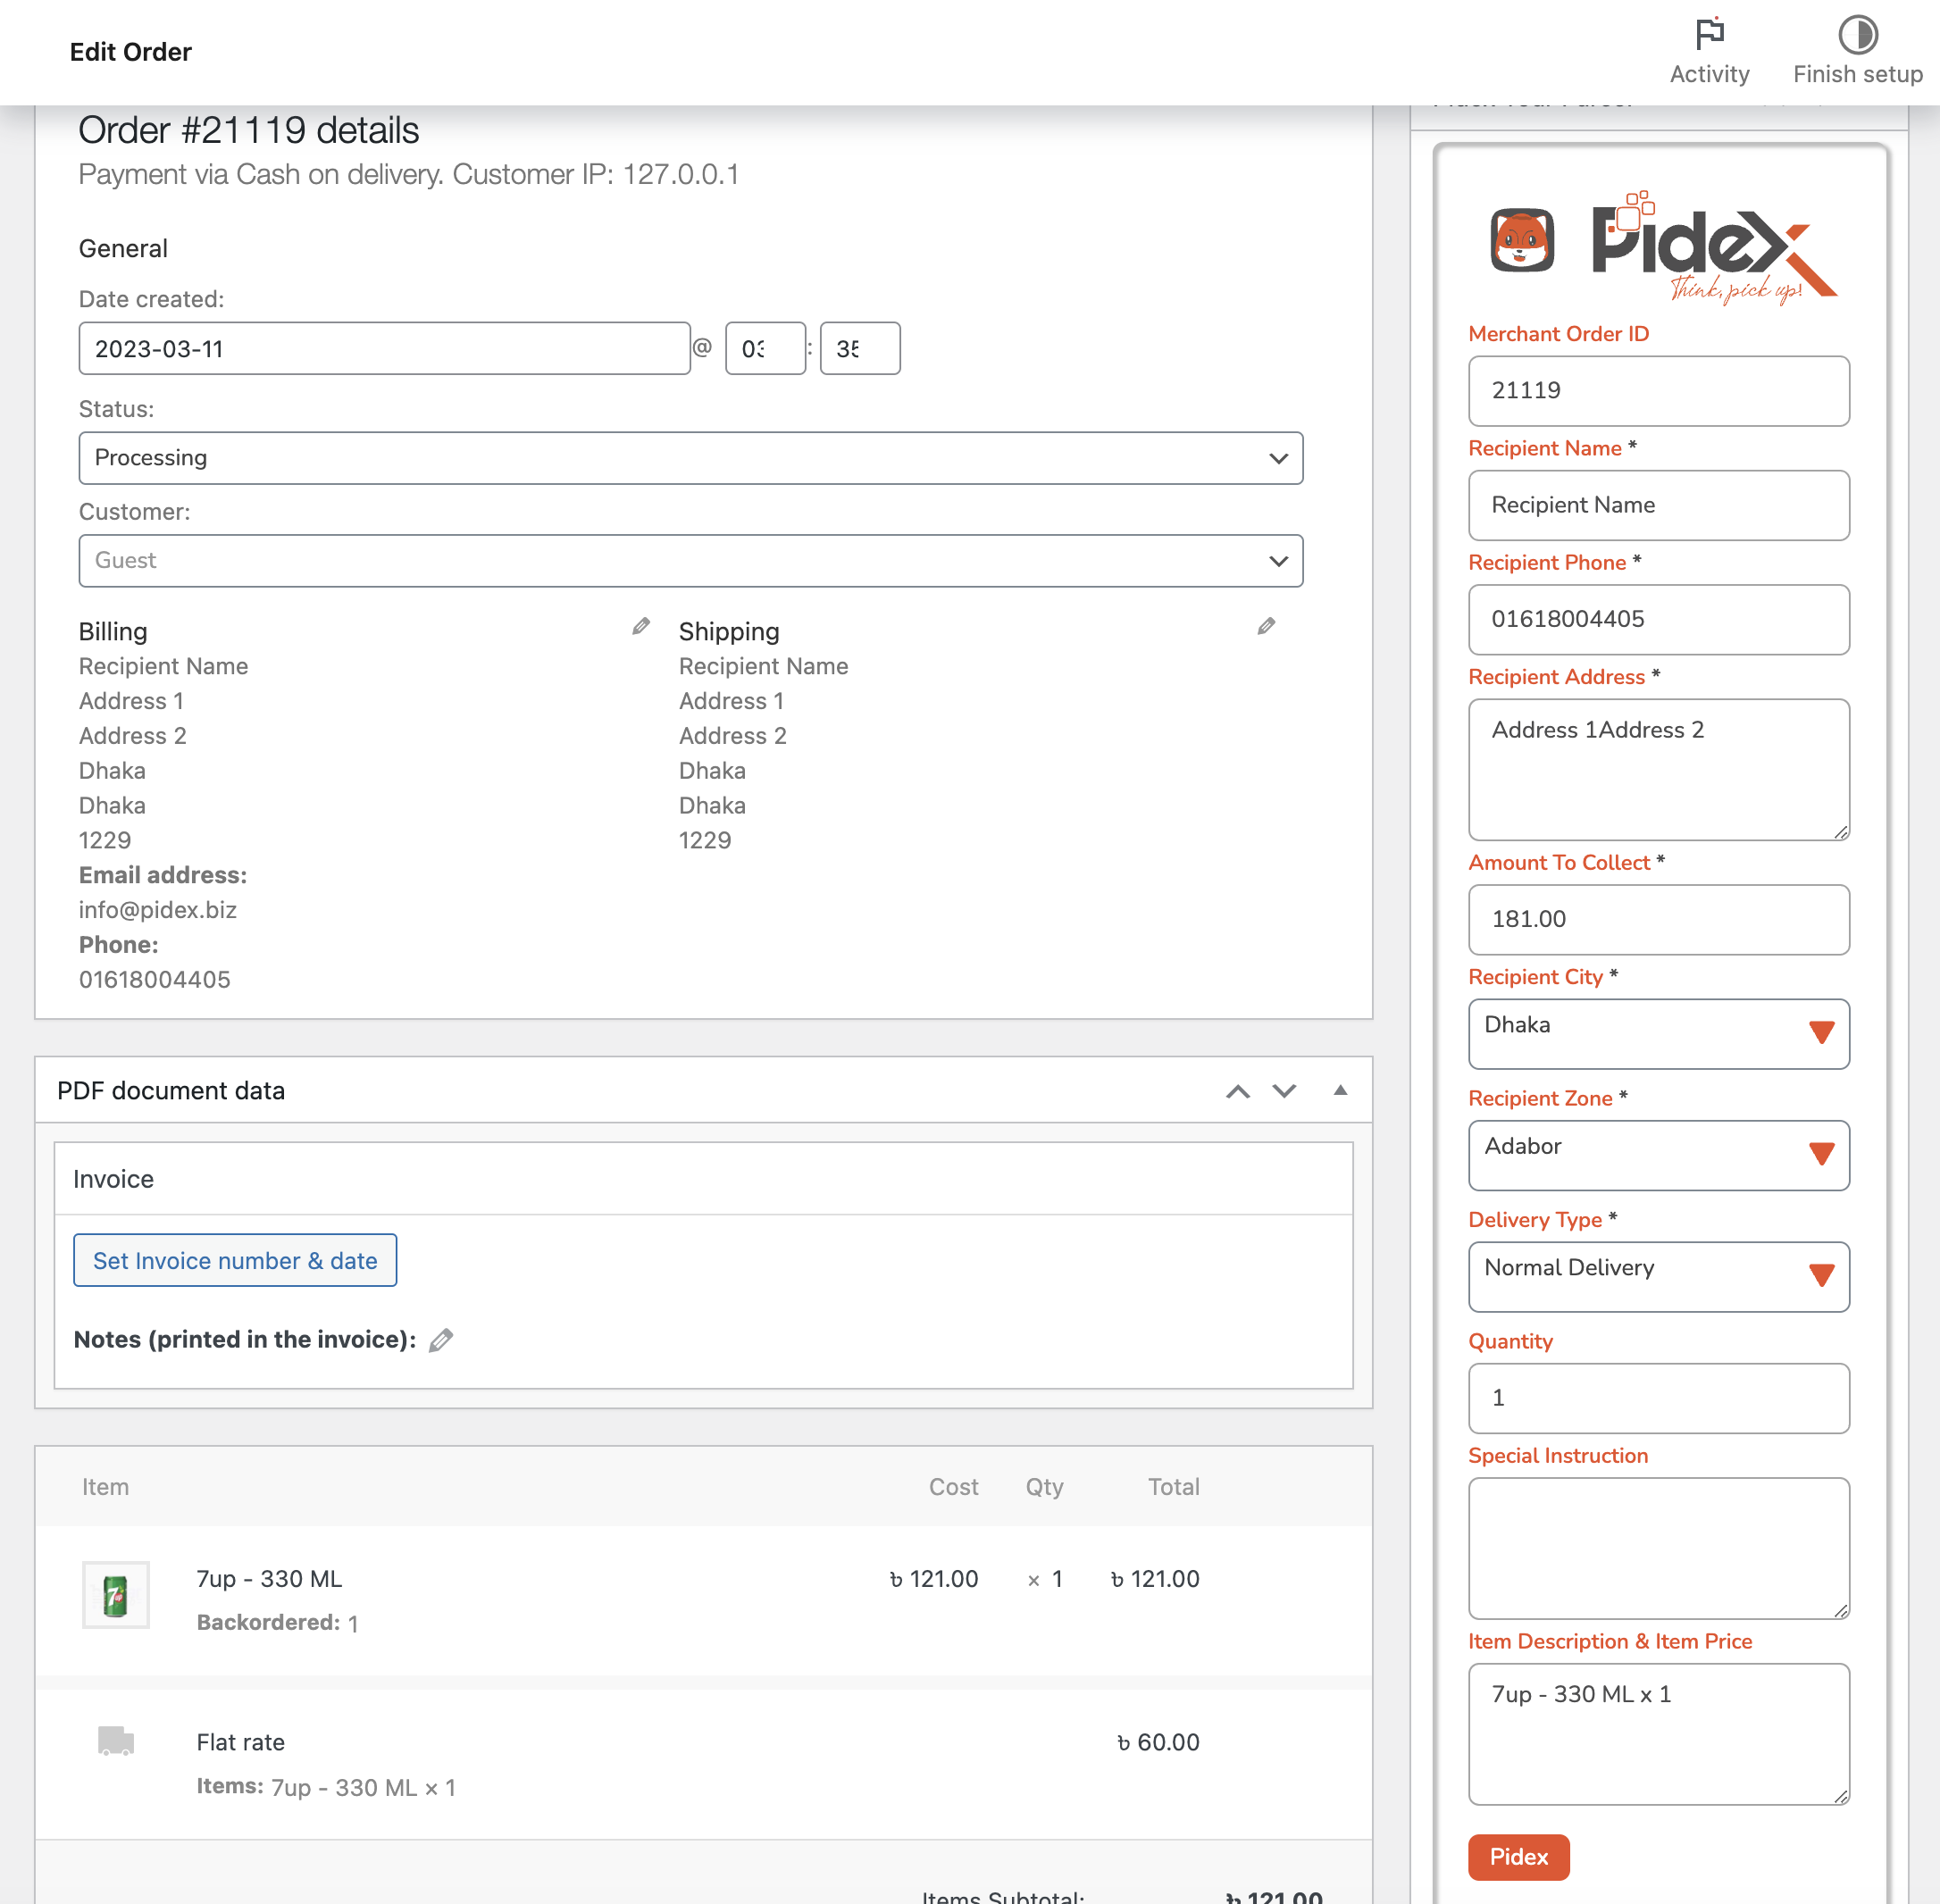 Edit Order
Activity
Finish setup
Order #21119 details
Payment via Cash on delivery. Customer IP: 127.0.0.1
General
Date created:
2023-03-11 @ 03 : 35
Status:
Processing
Customer:
Guest
Billing
Recipient Name
Address 1
Address 2
Dhaka
Dhaka
1229
Email address:
info@pidex.biz
Phone:
01618004405
Shipping
Recipient Name
Address 1
Address 2
Dhaka
Dhaka
1229
PDF document data
Invoice
Set Invoice number & date
Notes (printed in the invoice):
Item Cost Qty Total
7up - 330 ML ৳ 121.00 × 1 ৳ 121.00
Backordered: 1
Flat rate ৳ 60.00
Items: 7up - 330 ML × 1
Items Subtotal: ৳ 121.00
Pidex
Think, pick up!
Merchant Order ID
21119
Recipient Name *
Recipient Name
Recipient Phone *
01618004405
Recipient Address *
Address 1Address 2
Amount To Collect *
181.00
Recipient City *
Dhaka
Recipient Zone *
Adabor
Delivery Type *
Normal Delivery
Quantity
1
Special Instruction
Item Description & Item Price
7up - 330 ML x 1
Pidex